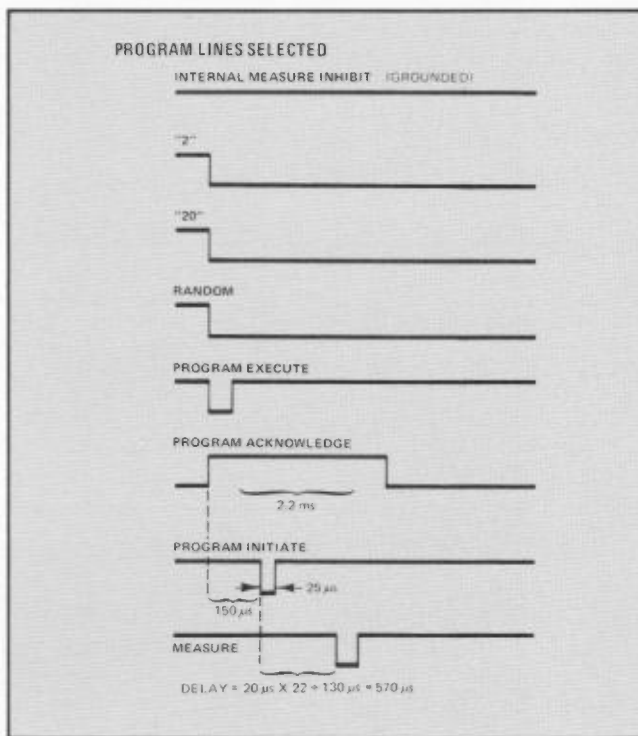 PROGRAM LINES SELECTED
INTERNAL MEASURE INHIBIT (GROUNDED)
"2"
"20"
RANDOM
PROGRAM EXECUTE
PROGRAM ACKNOWLEDGE
2.2 ms
PROGRAM INITIATE
25 µs
150 µs
MEASURE
DELAY = 20 µs X 22 + 130 µs = 570 µs